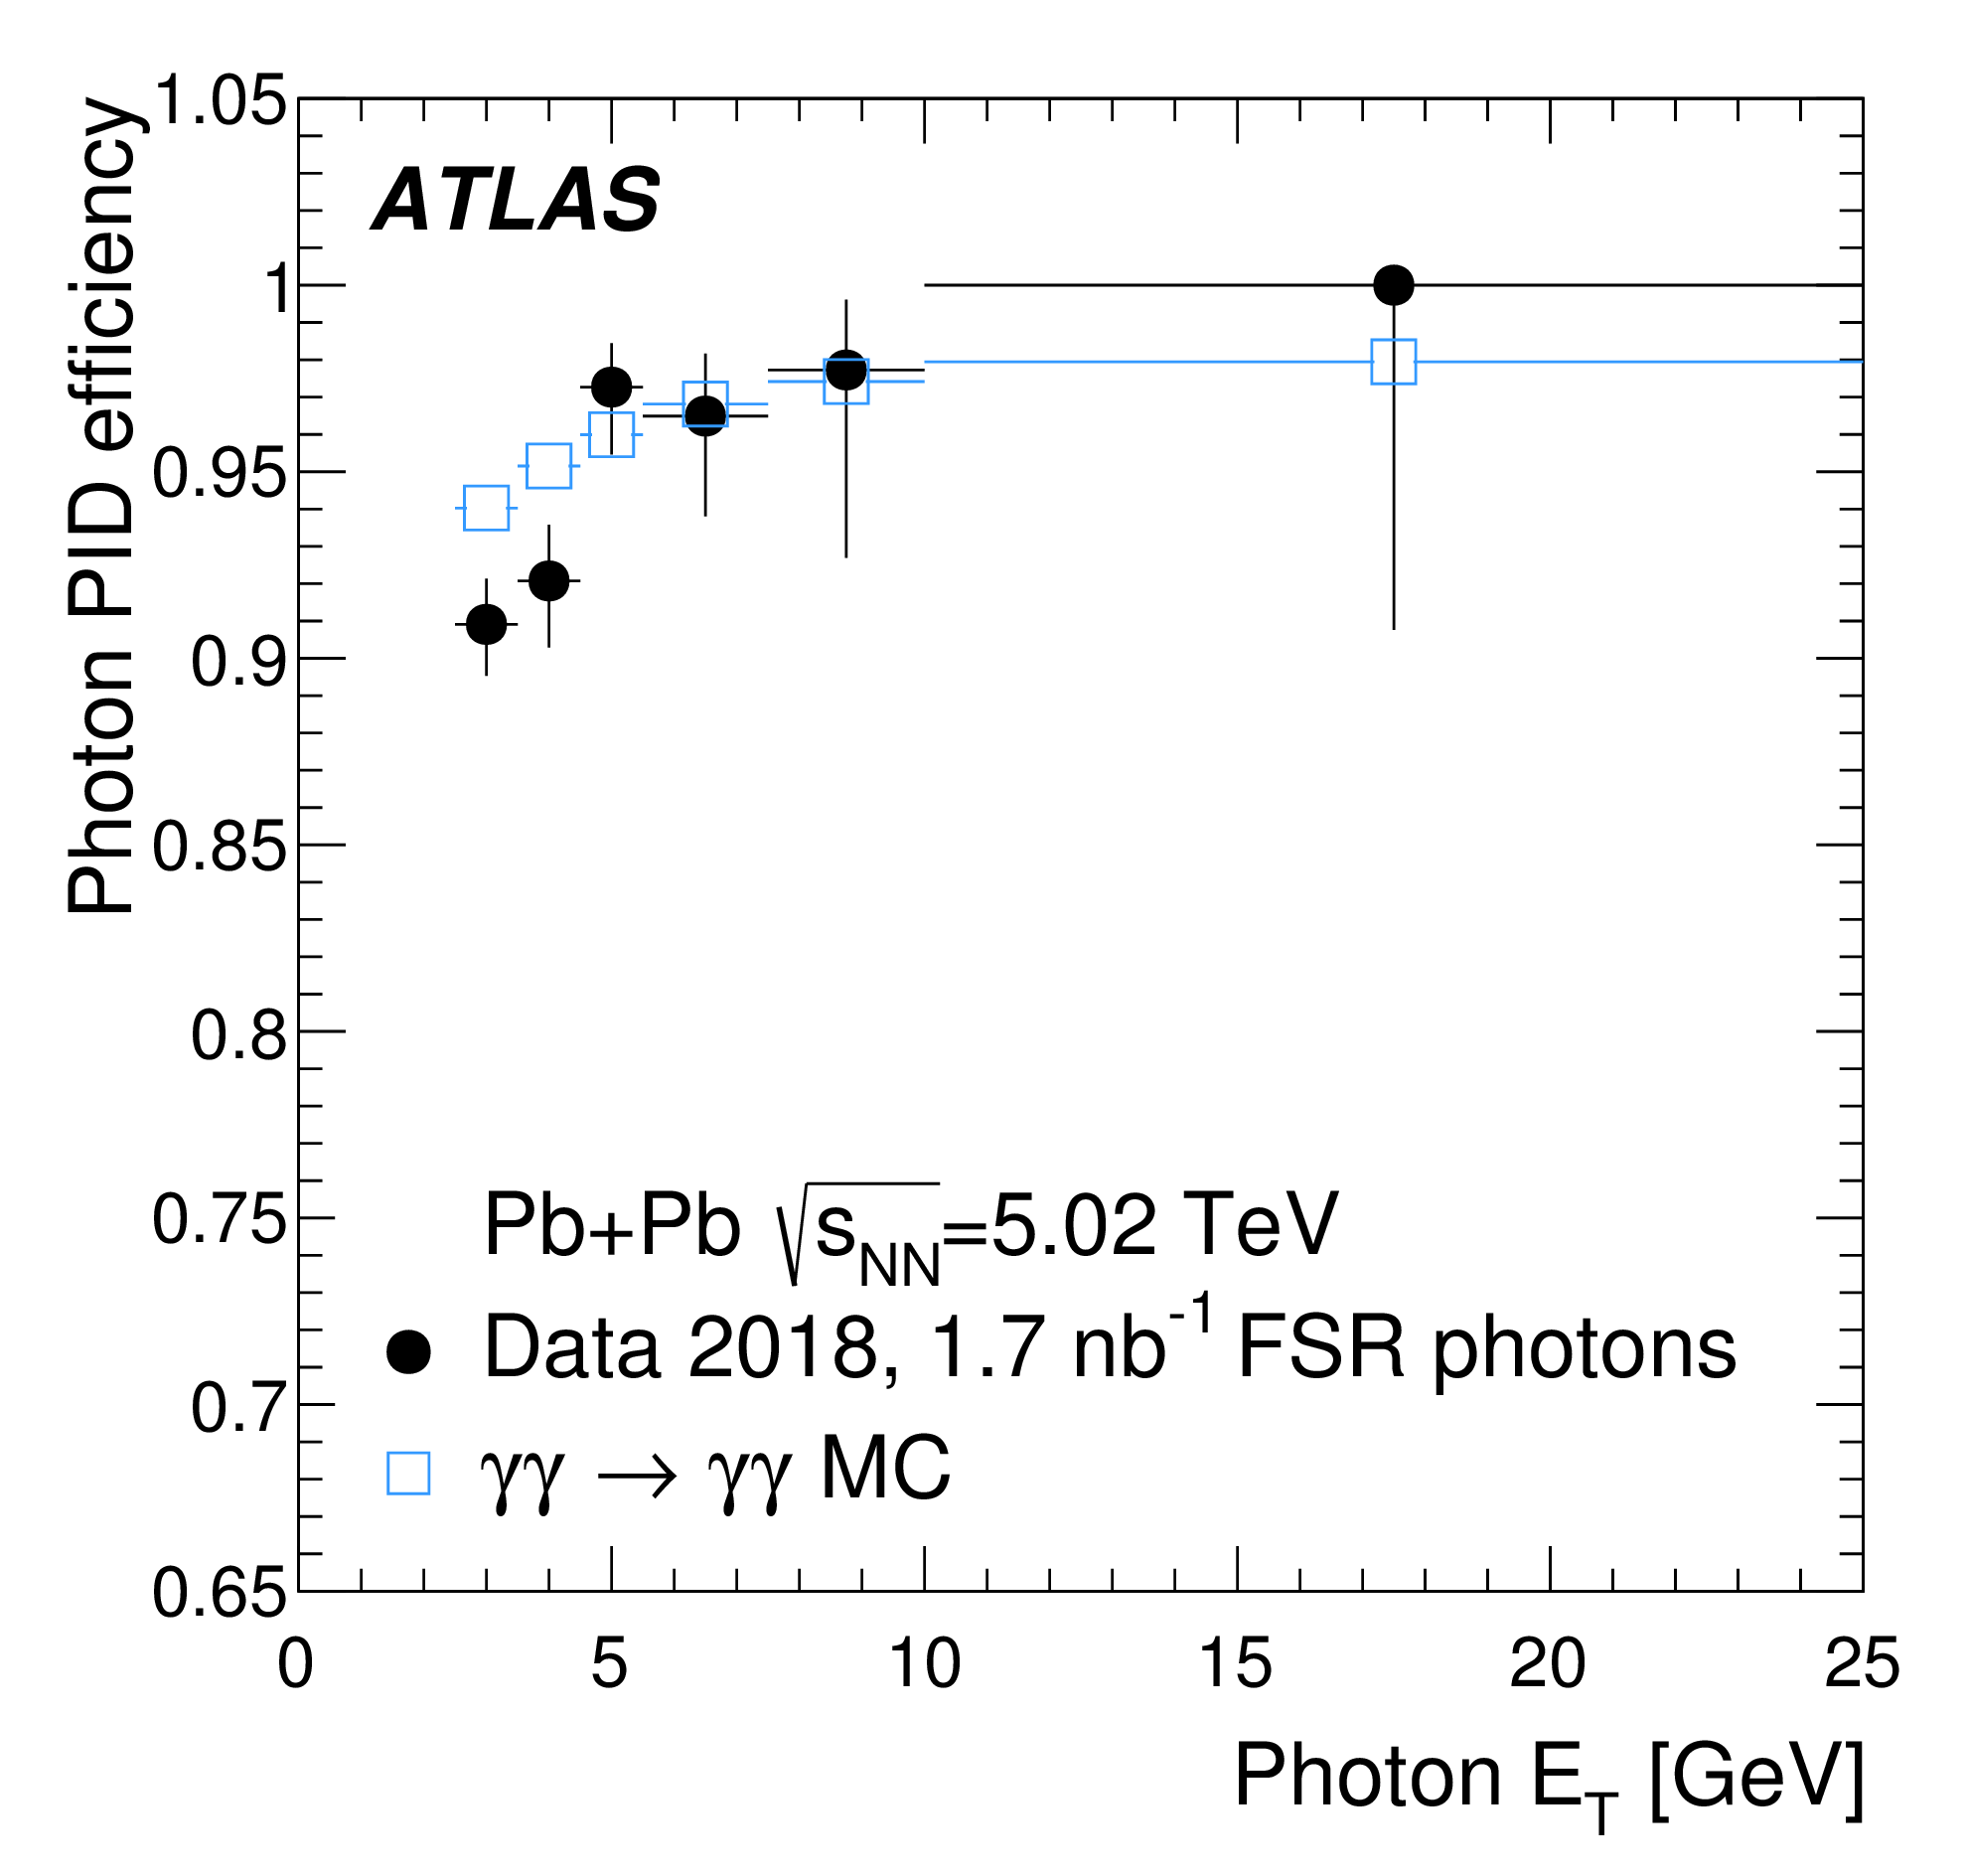 Photon PID efficiency
1.05
1
0.95
0.9
0.85
0.8
0.75
0.7
0.65
ATLAS
Pb+Pb √s_NN=5.02 TeV
Data 2018, 1.7 nb⁻¹ FSR photons
γγ → γγ MC
0 5 10 15 20 25
Photon E_T [GeV]